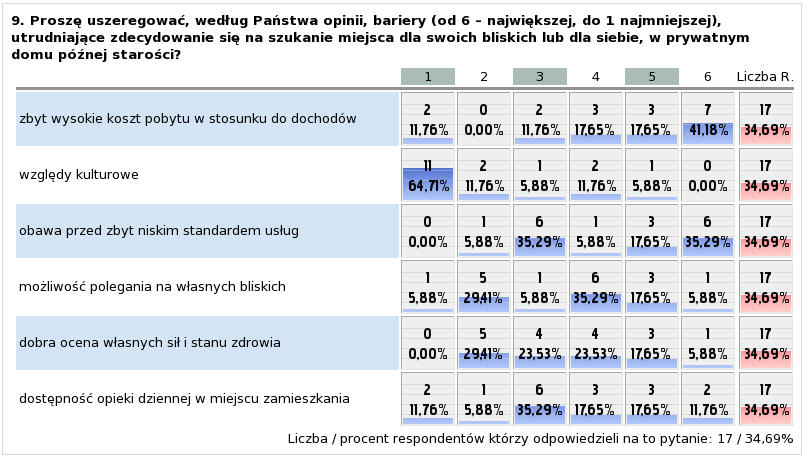 9. Proszę uszeregować, według Państwa opinii, bariery (od 6 – największej, do 1 najmniejszej),
utrudniające zdecydowanie się na szukanie miejsca dla swoich bliskich lub dla siebie, w prywatnym
domu późnej starości?
1 2 3 4 5 6 Liczba R.
2 0 2 3 3 7 17
zbyt wysokie koszt pobytu w stosunku do dochodów
11,76% 0,00% 11,76% 17,65% 17,65% 41,18% 34,69%
11 2 1 2 1 0 17
względy kulturowe
64,71% 11,76% 5,88% 11,76% 5,88% 0,00% 34,69%
0 1 6 1 3 6 17
obawa przed zbyt niskim standardem usług
0,00% 5,88% 35,29% 5,88% 17,65% 35,29% 34,69%
1 5 1 6 3 1 17
możliwość polegania na własnych bliskich
5,88% 29,41% 5,88% 35,29% 17,65% 5,88% 34,69%
0 5 4 4 3 1 17
dobra ocena własnych sił i stanu zdrowia
0,00% 29,41% 23,53% 23,53% 17,65% 5,88% 34,69%
2 1 6 3 3 2 17
dostępność opieki dziennej w miejscu zamieszkania
11,76% 5,88% 35,29% 17,65% 17,65% 11,76% 34,69%
Liczba / procent respondentów którzy odpowiedzieli na to pytanie: 17 / 34,69%